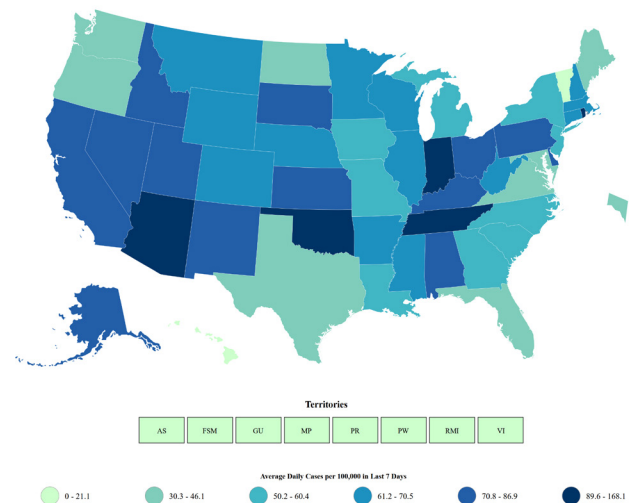 Territories
AS FSM GU MP PR PW RMI VI
Average Daily Cases per 100,000 in Last 7 Days
0 - 21.1 30.3 - 46.1 50.2 - 60.4 61.2 - 70.5 70.8 - 86.9 89.6 - 168.1